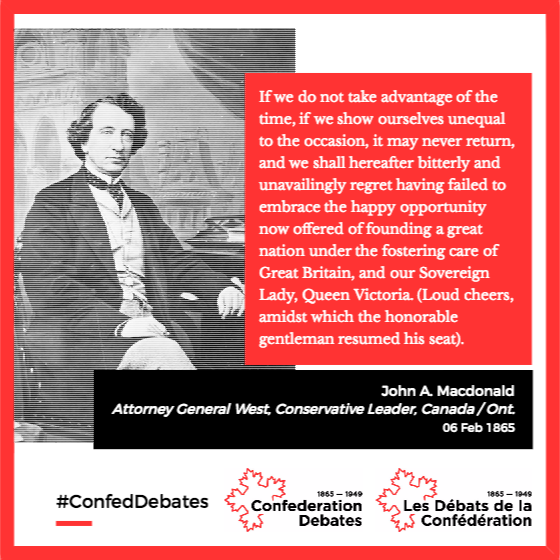 If we do not take advantage of the
time, if we show ourselves unequal
to the occasion, it may never return,
and we shall hereafter bitterly and
unavailingly regret having failed to
embrace the happy opportunity
now offered of founding a great
nation under the fostering care of
Great Britain, and our Sovereign
Lady, Queen Victoria. (Loud cheers,
amidst which the honorable
gentleman resumed his seat).
John A. Macdonald
Attorney General West, Conservative Leader, Canada / Ont.
06 Feb 1865
#ConfedDebates
1865 — 1949
Confederation
Debates
1865 — 1949
Les Débats de la
Confédération